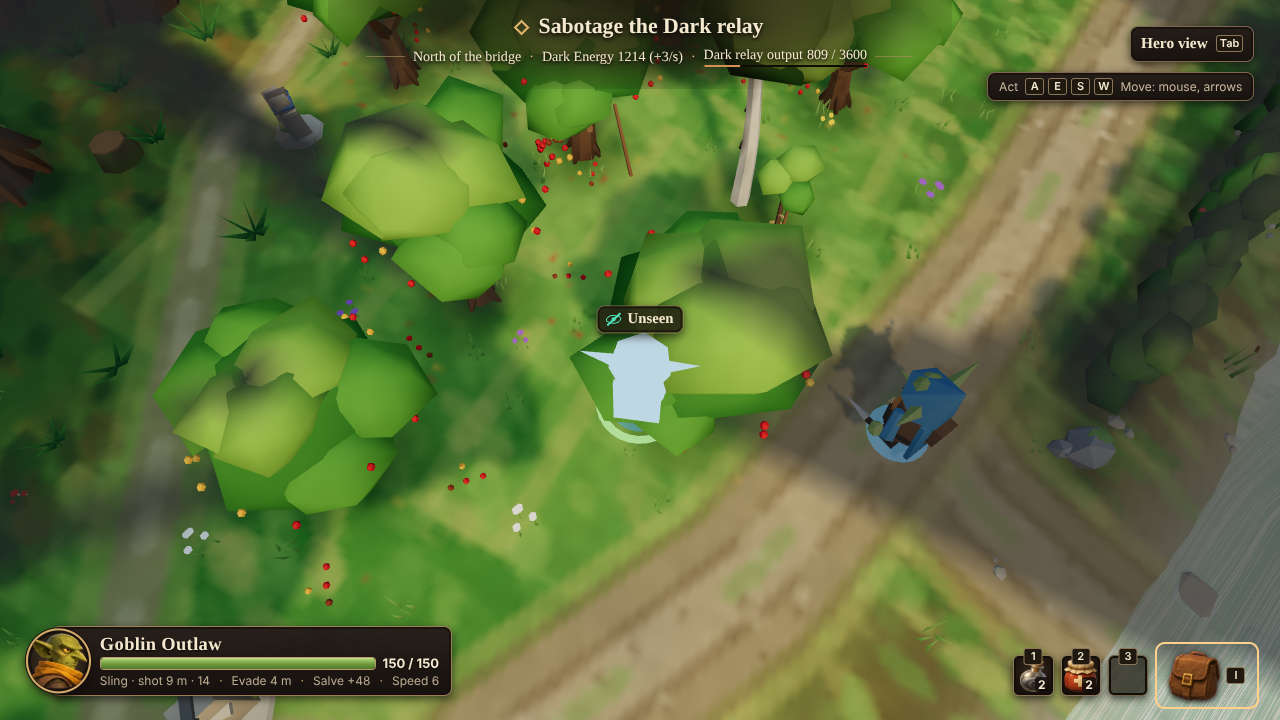 Sabotage the Dark relay
North of the bridge · Dark Energy 1214 (+3/s) · Dark relay output 809 / 3600
Hero view Tab
Act A E S W Move: mouse, arrows
Unseen
Goblin Outlaw
150 / 150
Sling · shot 9 m · 14 · Evade 4 m · Salve +48 · Speed 6
1 2 3
2 2 I